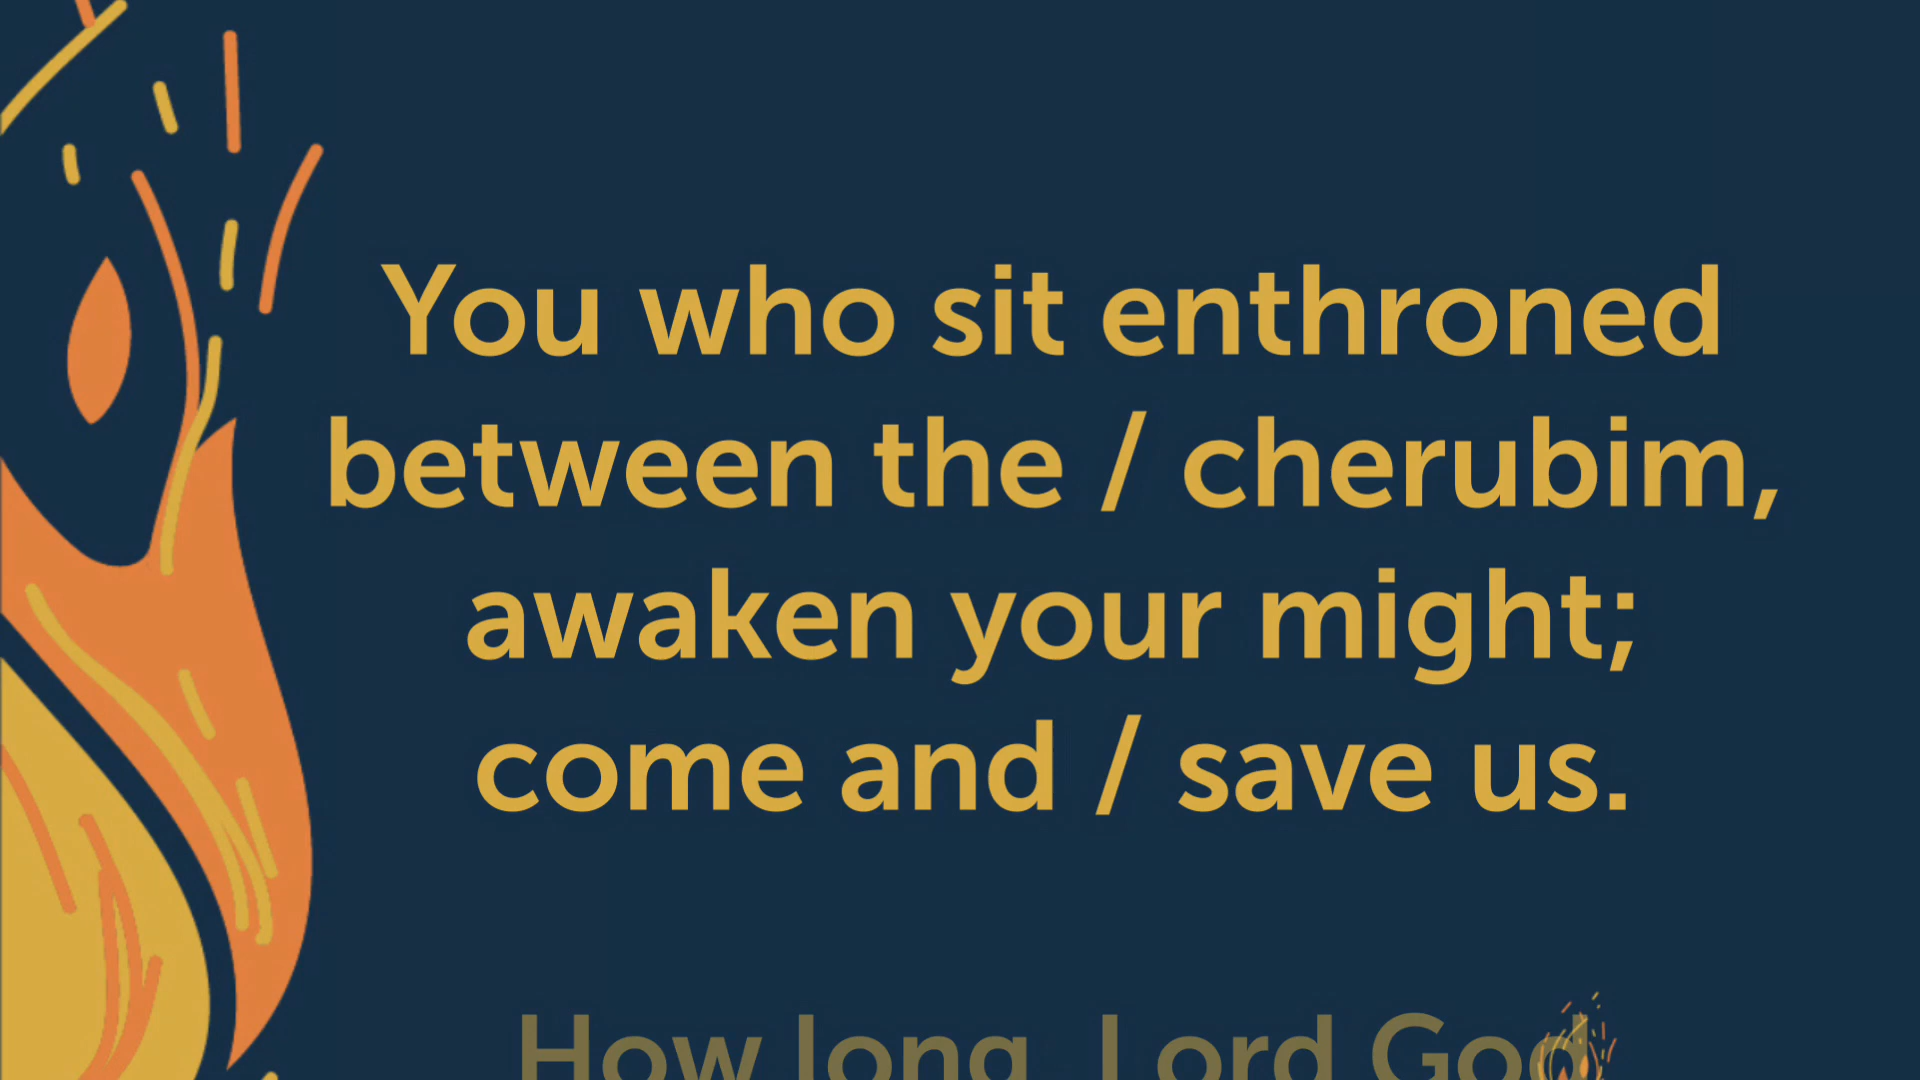 You who sit enthroned
between the / cherubim,
awaken your might;
come and / save us.
How long, Lord God